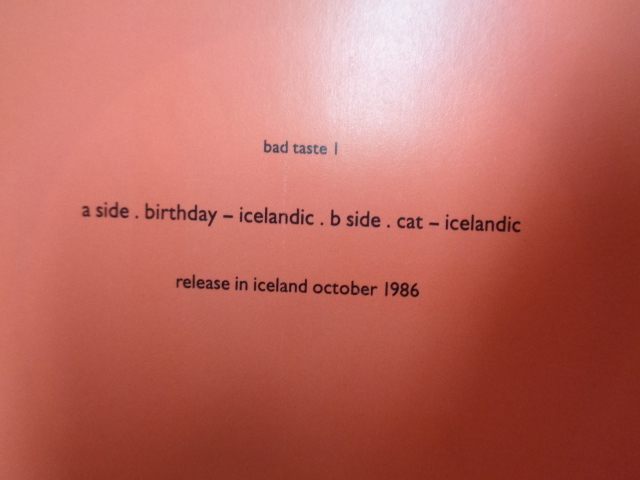 bad taste 1
a side . birthday – icelandic . b side . cat – icelandic
release in iceland october 1986